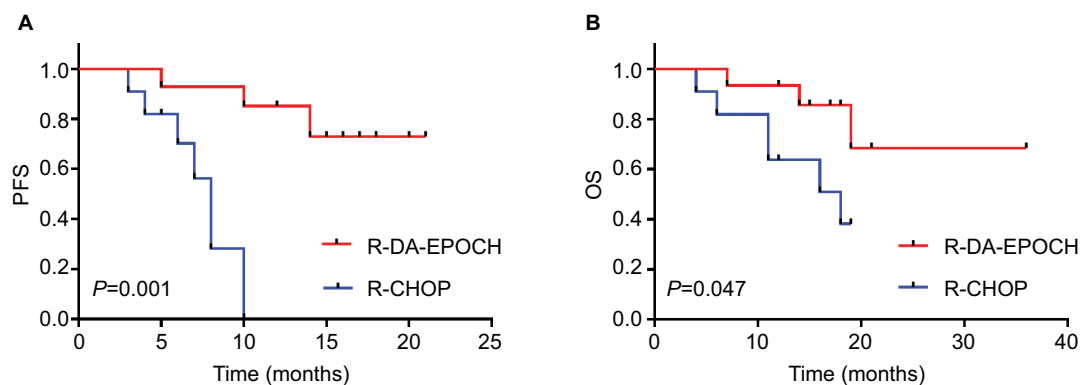 A
PFS
1.0
0.8
0.6
0.4
0.2
0.0
0
5
10
15
20
25
Time (months)
R-DA-EPOCH
R-CHOP
P=0.001
B
OS
1.0
0.8
0.6
0.4
0.2
0.0
0
10
20
30
40
Time (months)
R-DA-EPOCH
R-CHOP
P=0.047